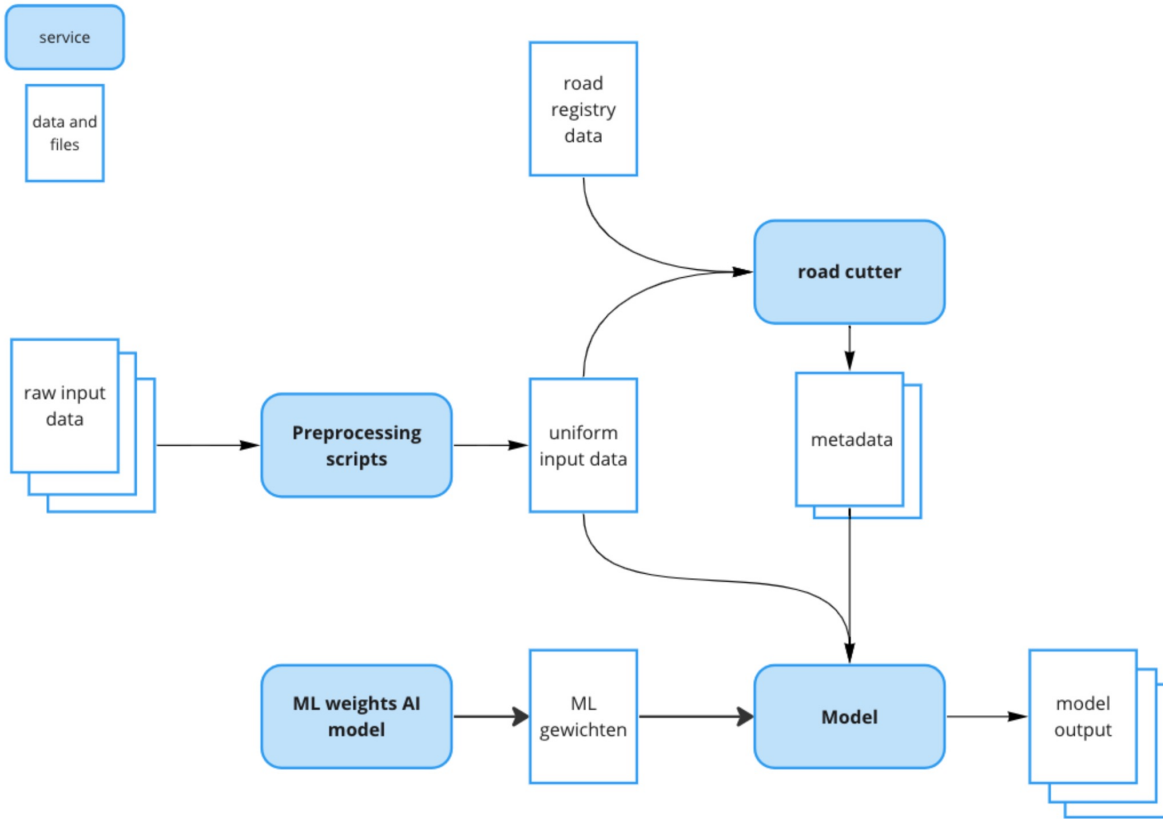 service
data and
files
road
registry
data
road cutter
raw input
data
Preprocessing
scripts
uniform
input data
metadata
ML weights AI
model
ML
gewichten
Model
model
output